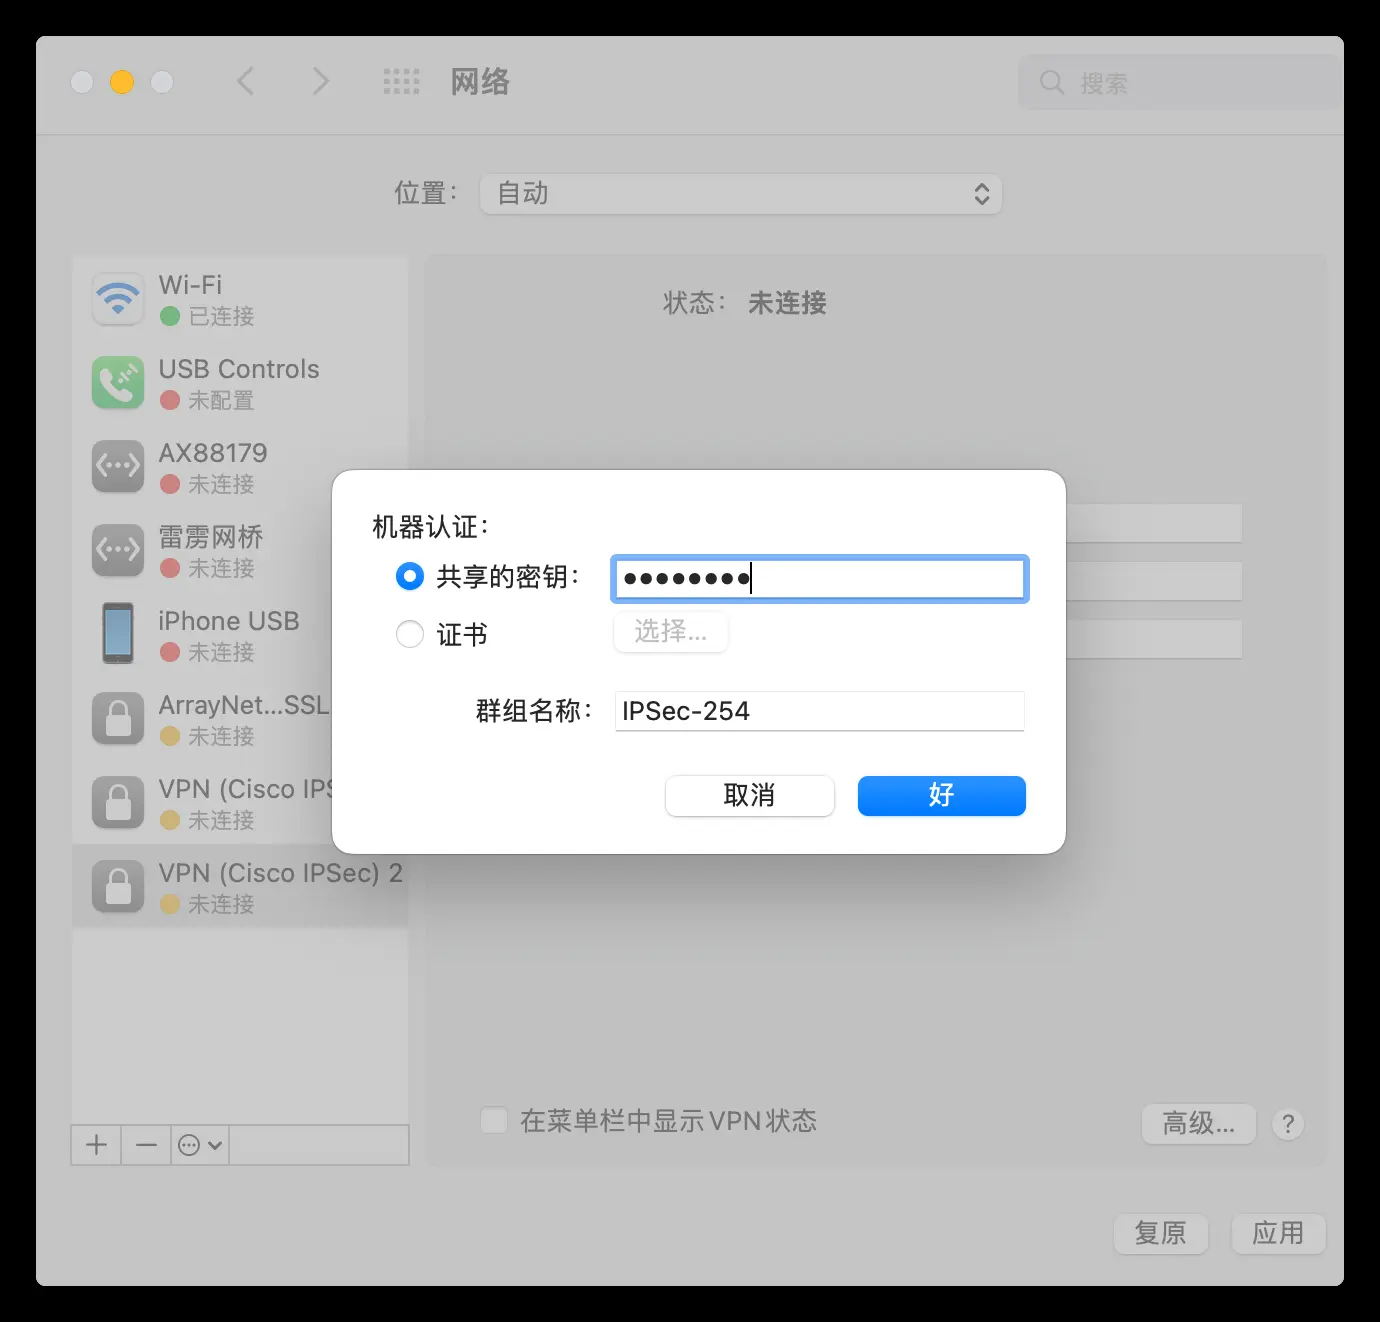 网络
搜索
位置： 自动
Wi-Fi
已连接
USB Controls
未配置
AX88179
未连接
雷雳网桥
未连接
iPhone USB
未连接
ArrayNet...SSL
未连接
VPN (Cisco IPS
未连接
VPN (Cisco IPSec) 2
未连接
状态： 未连接
机器认证：
共享的密钥： ••••••••
证书 选择...
群组名称： IPSec-254
取消 好
在菜单栏中显示VPN状态
高级... ?
复原 应用